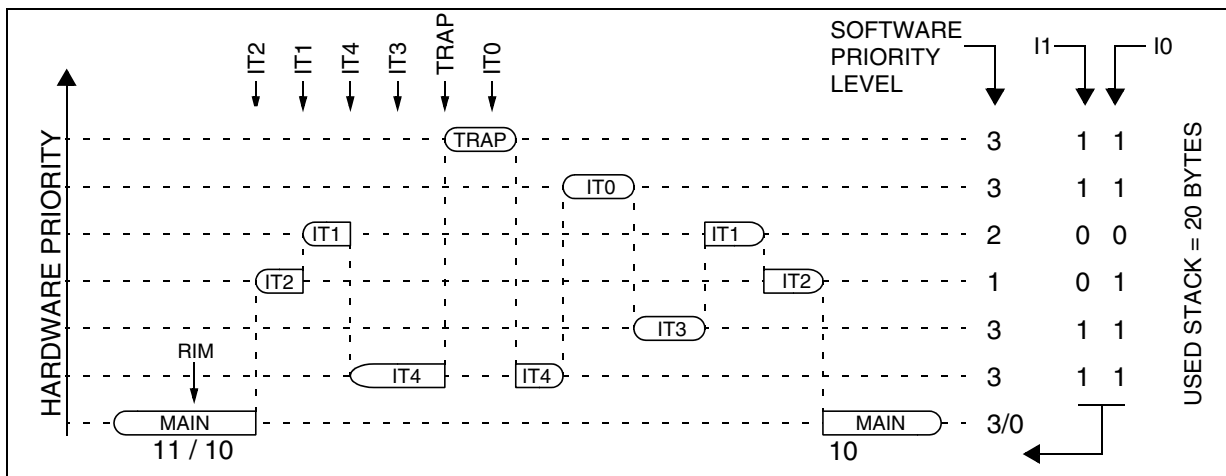 IT2
IT1
IT4
IT3
TRAP
IT0
SOFTWARE
PRIORITY
LEVEL
I1
I0
HARDWARE PRIORITY
USED STACK = 20 BYTES
TRAP
3
1 1
IT0
3
1 1
IT1
IT1
2
0 0
IT2
IT2
1
0 1
IT3
3
1 1
RIM
IT4
IT4
3
1 1
MAIN
MAIN
3/0
11 / 10
10